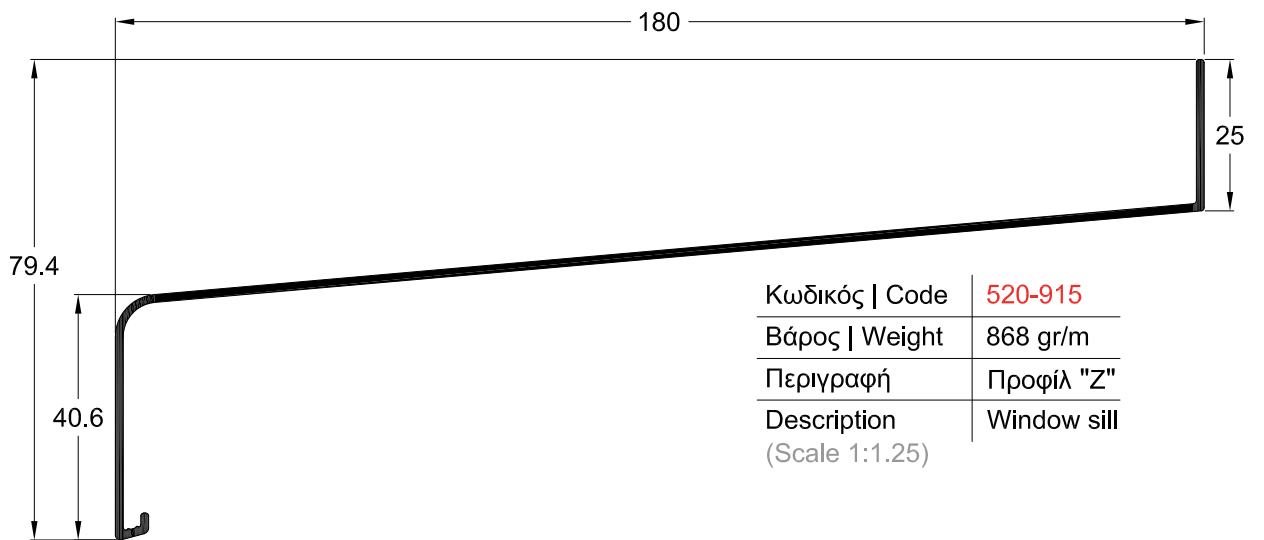 180
25
79.4
40.6
Κωδικός | Code 520-915
Βάρος | Weight 868 gr/m
Περιγραφή Προφίλ "Z"
Description Window sill
(Scale 1:1.25)